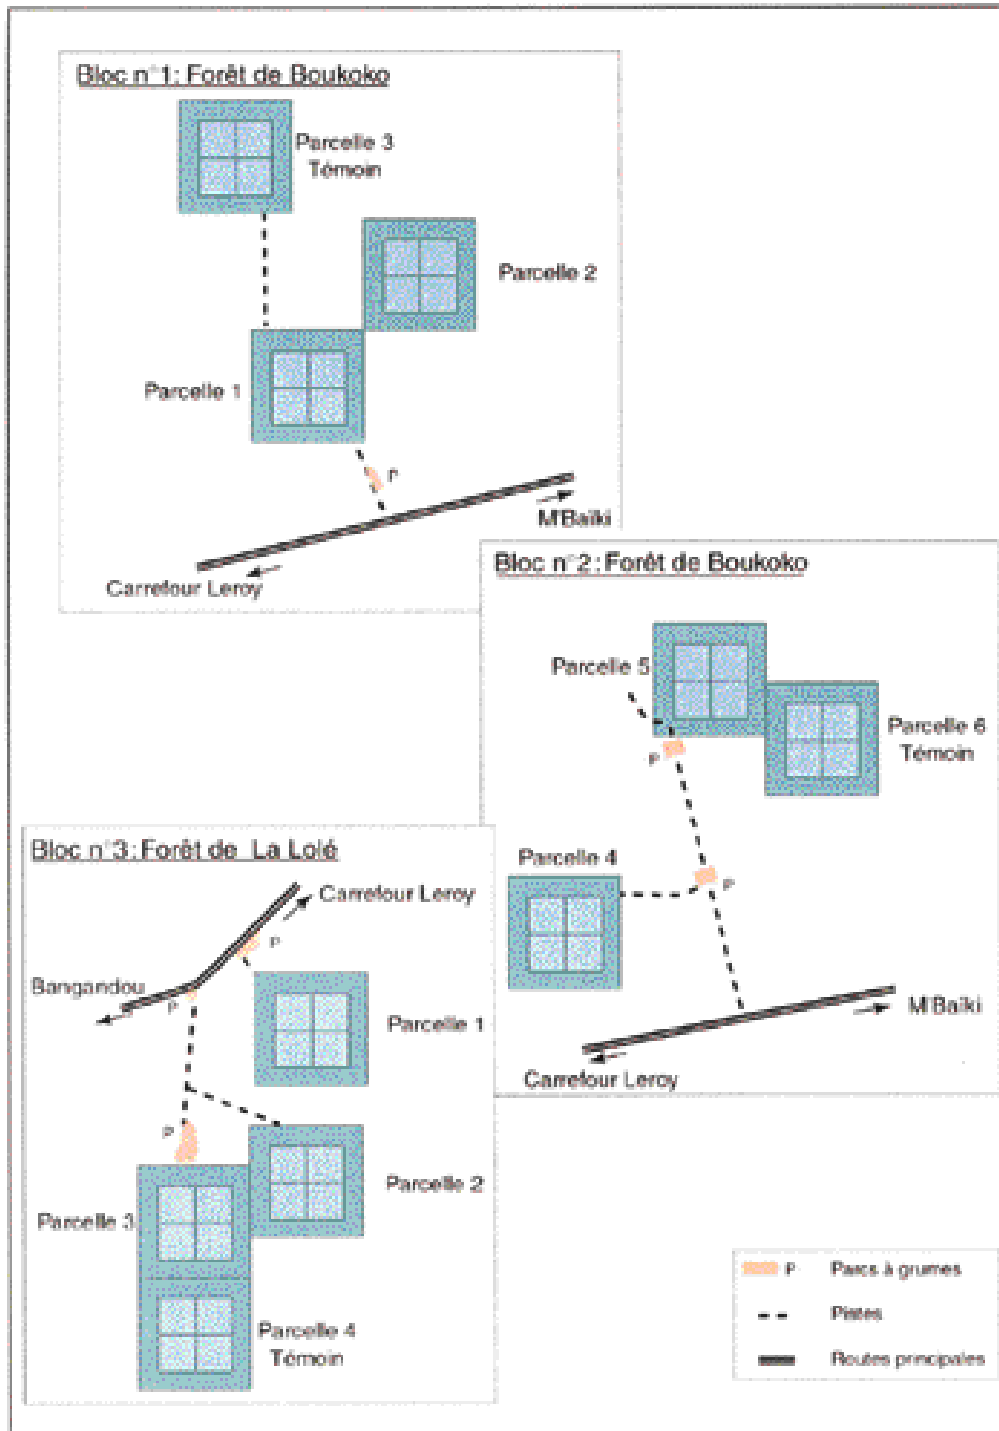 Bloc n°1: Forêt de Boukoko
Parcelle 3
Témoin
Parcelle 2
Parcelle 1
P
M'Baïki
Carrefour Leroy
Bloc n°2: Forêt de Boukoko
Parcelle 5
Parcelle 6
Témoin
P
Parcelle 4
P
M'Baïki
Carrefour Leroy
Bloc n°3: Forêt de La Lolé
Carrefour Leroy
P
Bangandou
P
Parcelle 1
P
Parcelle 2
Parcelle 3
Parcelle 4
Témoin
P Parcs à grumes
Pistes
Routes principales